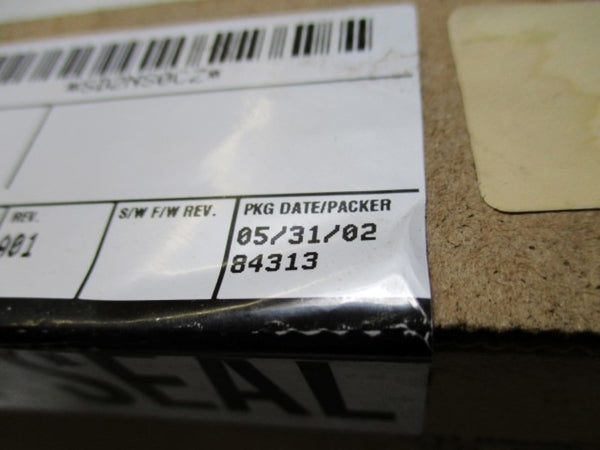 REV.
S/W F/W REV.
PKG DATE/PACKER
901
05/31/02
84313
SEAL